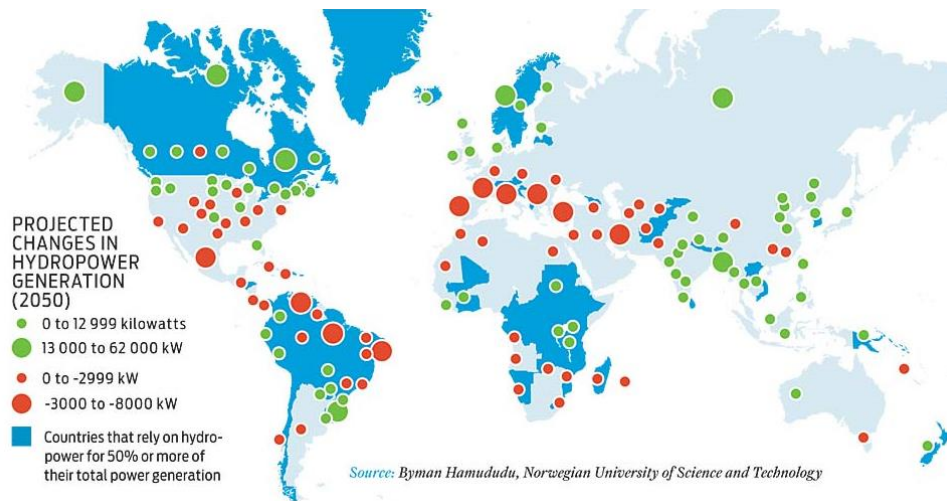 PROJECTED
CHANGES IN
HYDROPOWER
GENERATION
(2050)
0 to 12 999 kilowatts
13 000 to 62 000 kW
0 to -2999 kW
-3000 to -8000 kW
Countries that rely on hydro-
power for 50% or more of
their total power generation
Source: Byman Hamududu, Norwegian University of Science and Technology